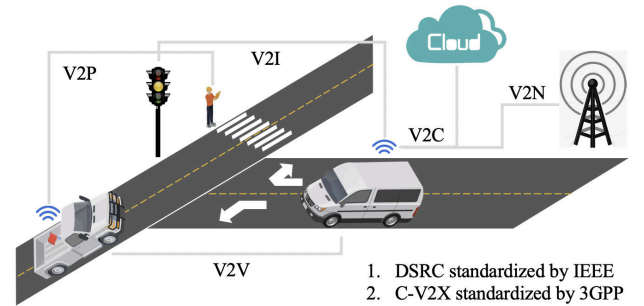 V2P
V2I
Cloud
V2N
V2C
V2V
1. DSRC standardized by IEEE
2. C-V2X standardized by 3GPP